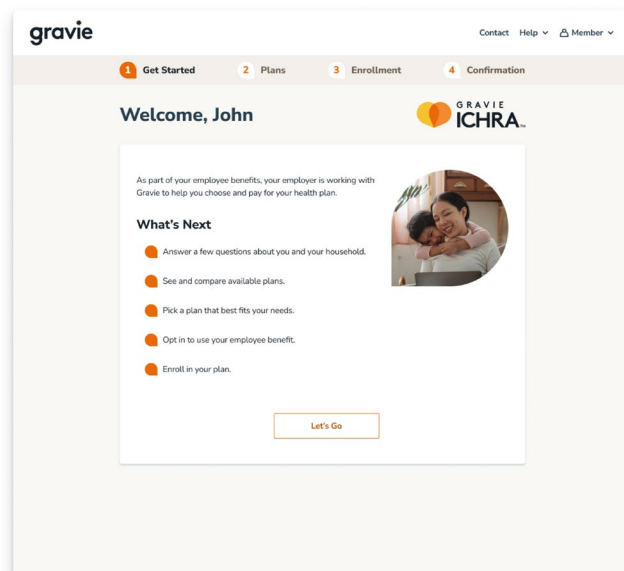 gravie
Contact Help Member
1 Get Started 2 Plans 3 Enrollment 4 Confirmation
Welcome, John
GRAVIE
ICHRA™
As part of your employee benefits, your employer is working with
Gravie to help you choose and pay for your health plan.
What's Next
Answer a few questions about you and your household.
See and compare available plans.
Pick a plan that best fits your needs.
Opt in to use your employee benefit.
Enroll in your plan.
Let's Go